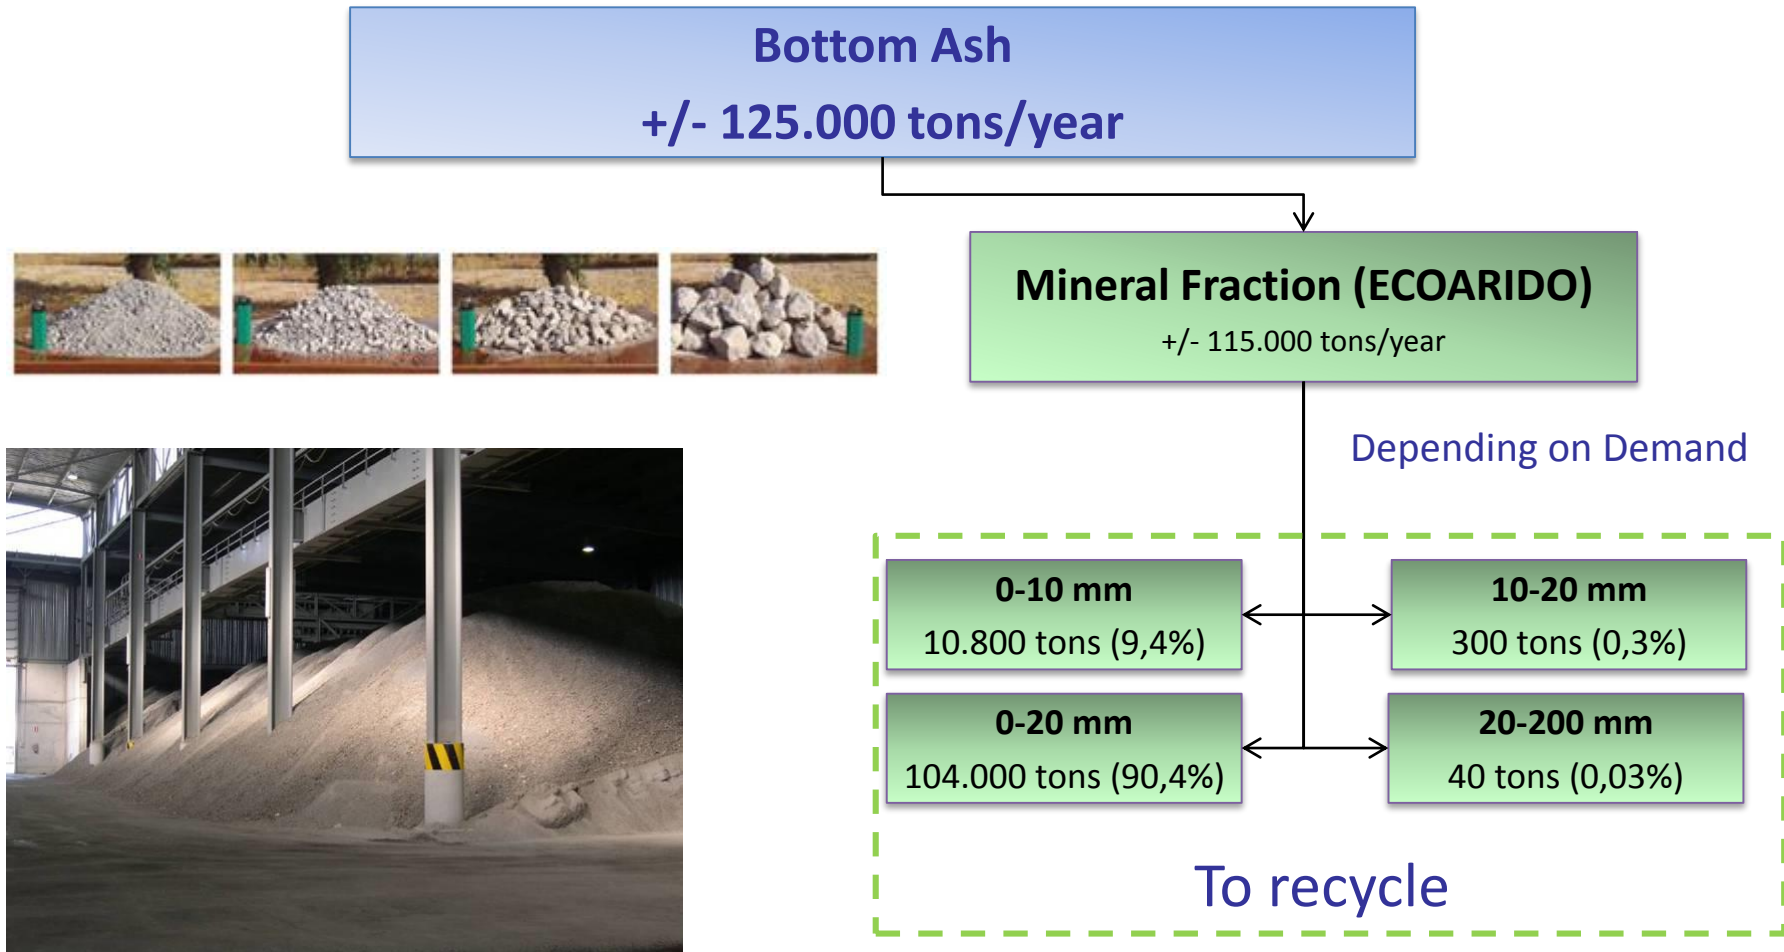 Bottom Ash
+/- 125.000 tons/year
Mineral Fraction (ECOARIDO)
+/- 115.000 tons/year
Depending on Demand
0-10 mm
10.800 tons (9,4%)
10-20 mm
300 tons (0,3%)
0-20 mm
104.000 tons (90,4%)
20-200 mm
40 tons (0,03%)
To recycle